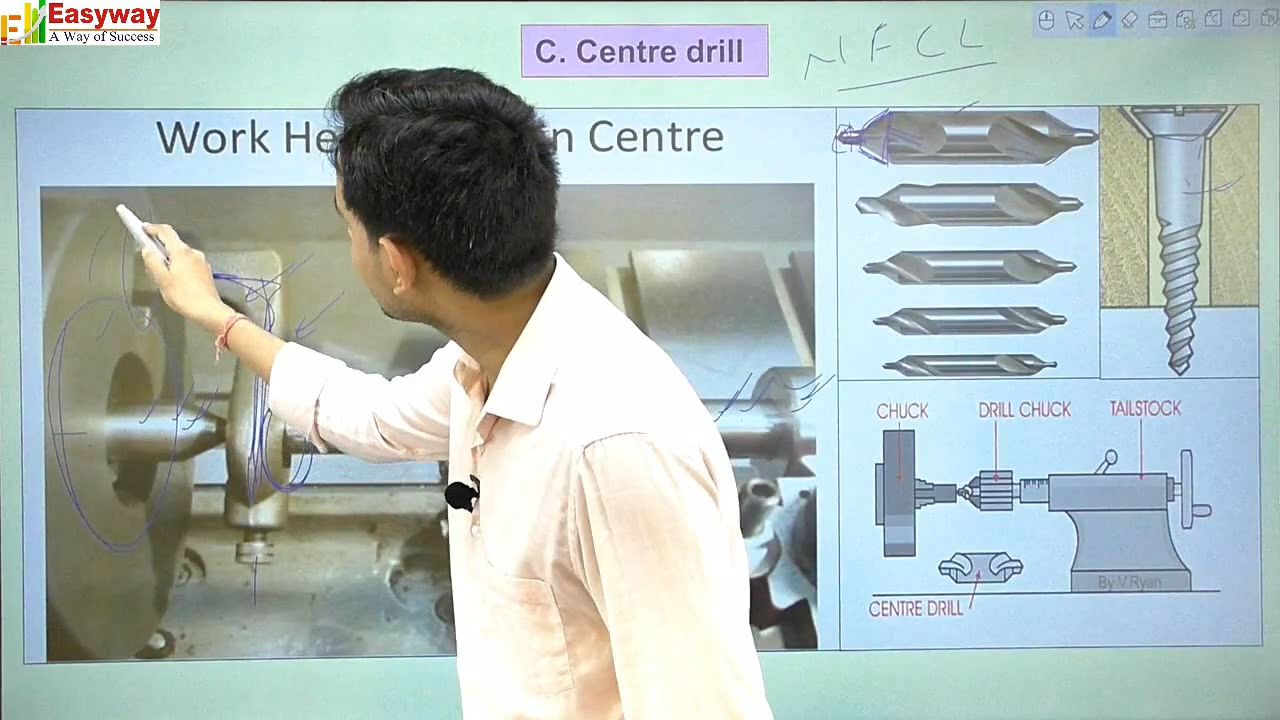 Easyway
A Way of Success
C. Centre drill
NFCL
Work He n Centre
CHUCK
DRILL CHUCK
TAILSTOCK
By V.Ryan
CENTRE DRILL